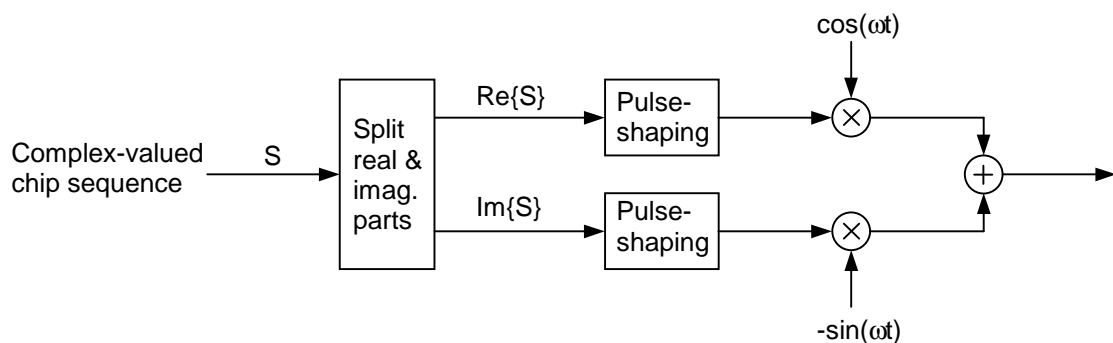 cos(ωt)
Complex-valued
chip sequence
S
Split
real &
imag.
parts
Re{S}
Pulse-
shaping
Im{S}
Pulse-
shaping
-sin(ωt)